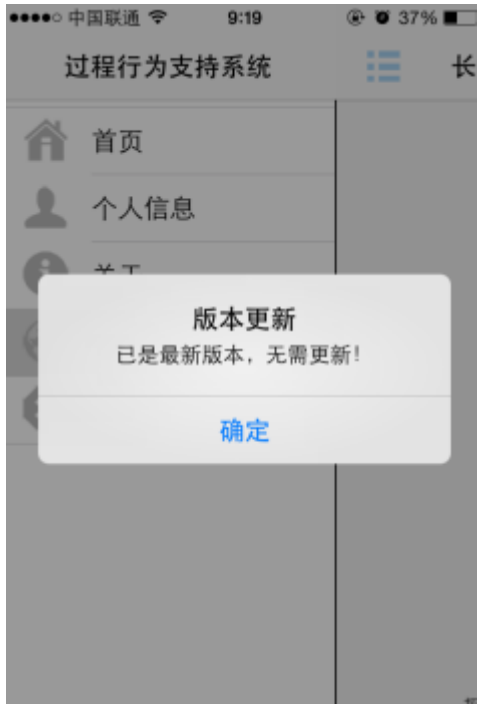 中国联通 9:19 37%
过程行为支持系统 长
首页
个人信息
关于
版本更新
已是最新版本，无需更新！
确定